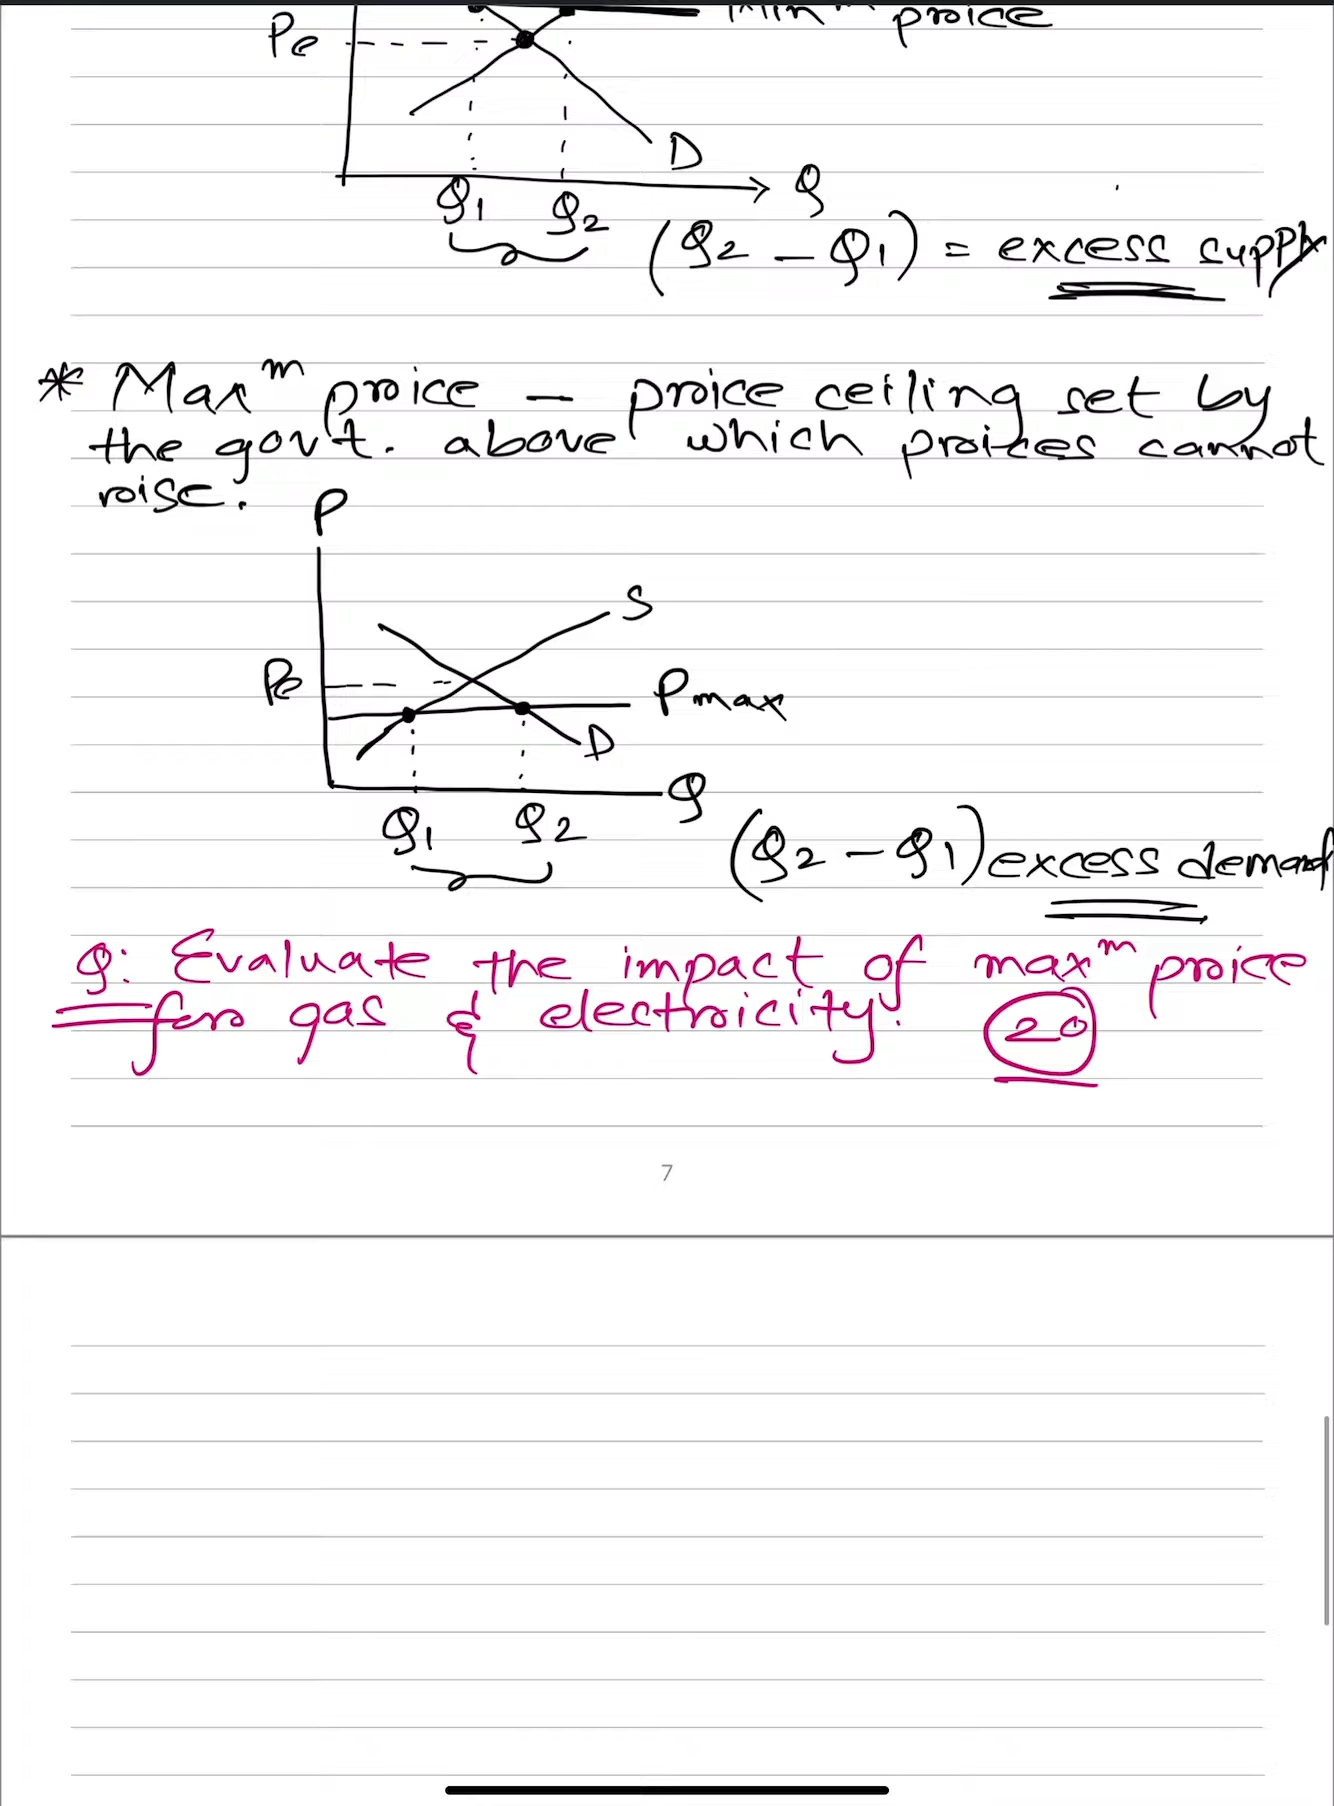 Minᵐ price
Pe
D
Q
Q1 Q2
(Q2 - Q1) = excess supply
* Maxᵐ price - price ceiling set by
the gov't. above which prices cannot
rise.
P
S
Pe
Pmax
D
Q
Q1 Q2
(Q2 - Q1) excess demand
Q: Evaluate the impact of maxᵐ price
for gas & electricity. 20
7